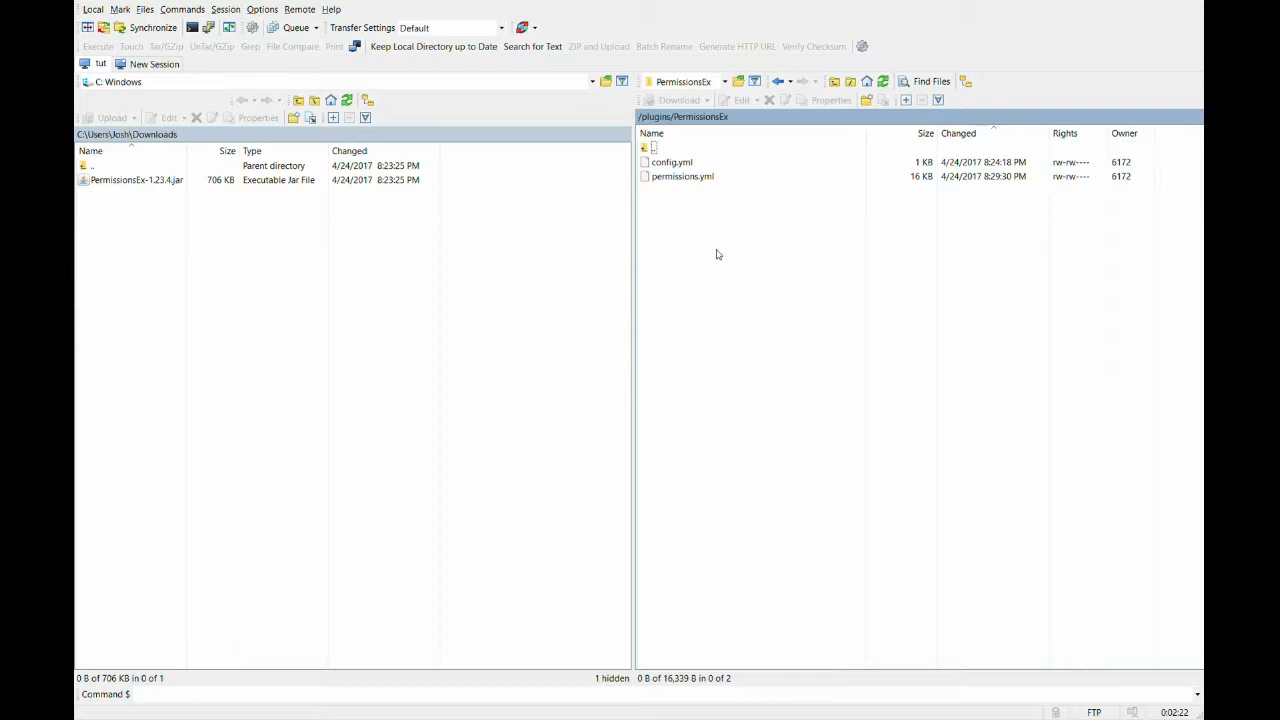 Local Mark Files Commands Session Options Remote Help
Synchronize Queue Transfer Settings Default
Execute Touch Tar/GZip UnTar/GZip Grep File Compare Print Keep Local Directory up to Date Search for Text ZIP and Upload Batch Rename Generate HTTP URL Verify Checksum
tut New Session
C: Windows PermissionsEx Find Files
Download Edit Properties
Upload Edit Properties /plugins/PermissionsEx
C:\Users\Josh\Downloads Name Size Changed Rights Owner
Name Size Type Changed ..
.. Parent directory 4/24/2017 8:23:25 PM config.yml 1 KB 4/24/2017 8:24:18 PM rw-rw---- 6172
PermissionsEx-1.23.4.jar 706 KB Executable Jar File 4/24/2017 8:23:25 PM permissions.yml 16 KB 4/24/2017 8:29:30 PM rw-rw---- 6172
0 B of 706 KB in 0 of 1 1 hidden 0 B of 16,339 B in 0 of 2
Command $
FTP 0:02:22